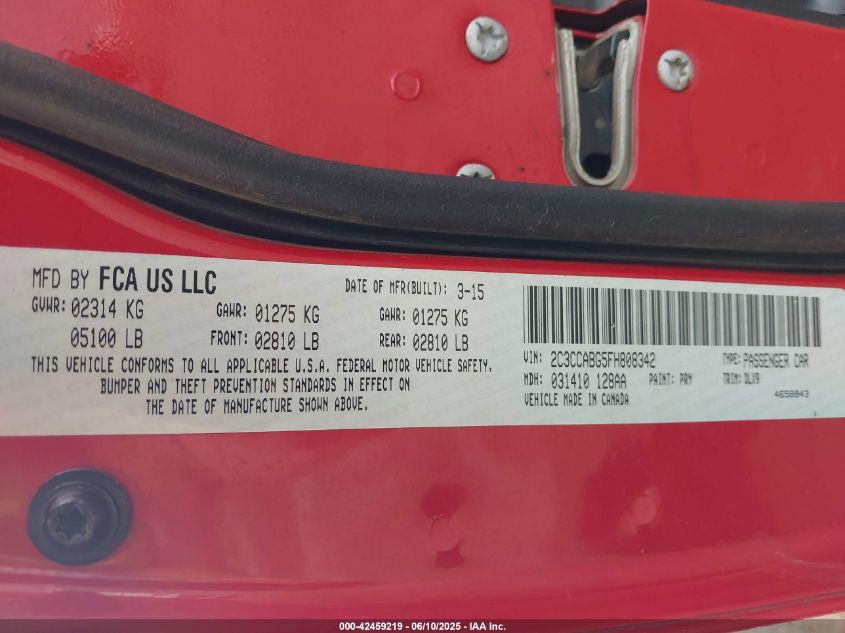 MFD BY FCA US LLC
DATE OF MFR(BUILT): 3-15
GVWR: 02314 KG GAWR: 01275 KG GAWR: 01275 KG
05100 LB FRONT: 02810 LB REAR: 02810 LB
THIS VEHICLE CONFORMS TO ALL APPLICABLE U.S.A. FEDERAL MOTOR VEHICLE SAFETY,
BUMPER AND THEFT PREVENTION STANDARDS IN EFFECT ON
THE DATE OF MANUFACTURE SHOWN ABOVE.
VIN: 2C3CCABG5FH808342 TYPE: PASSENGER CAR
MDH: 031410 128AA PAINT: PRY TRIM: DLX9
VEHICLE MADE IN CANADA 4658843
000-42459219 - 06/10/2025 - IAA Inc.